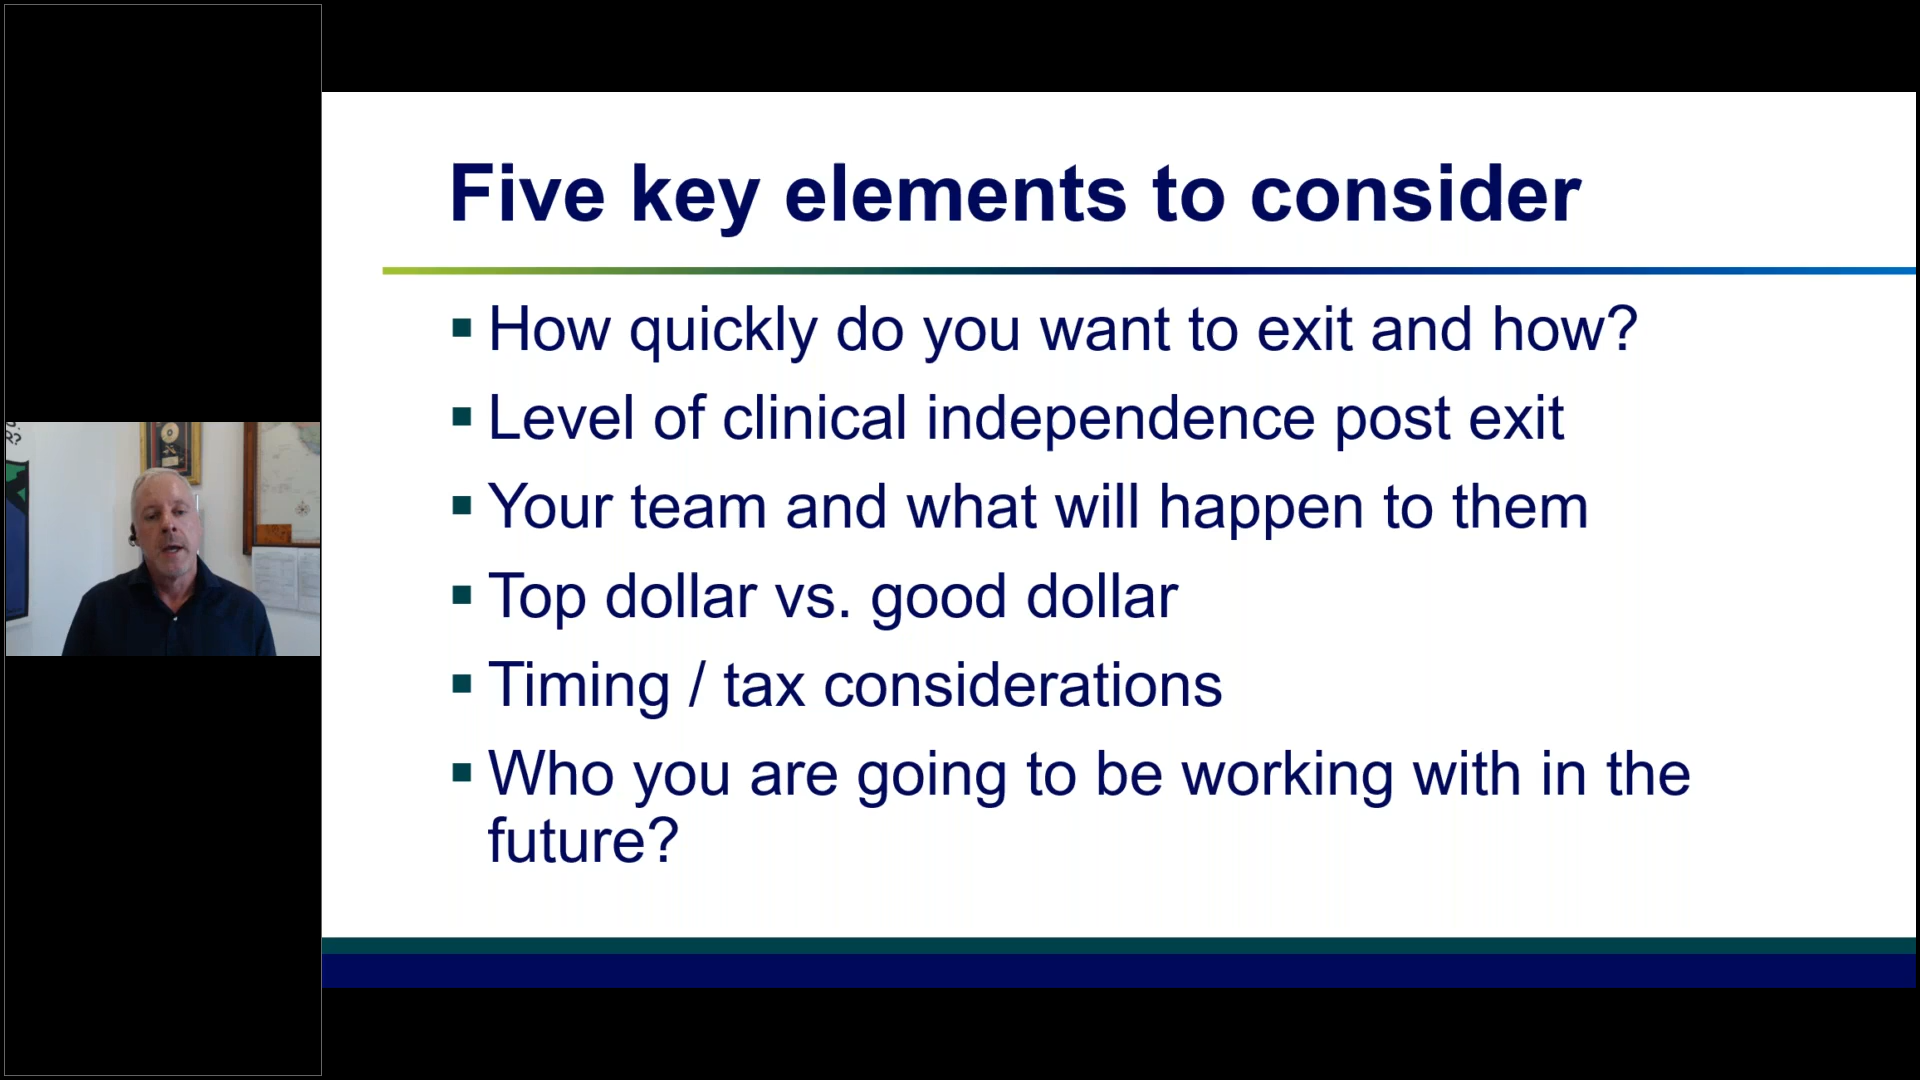 Five key elements to consider
How quickly do you want to exit and how?
Level of clinical independence post exit
Your team and what will happen to them
Top dollar vs. good dollar
Timing / tax considerations
Who you are going to be working with in the
future?